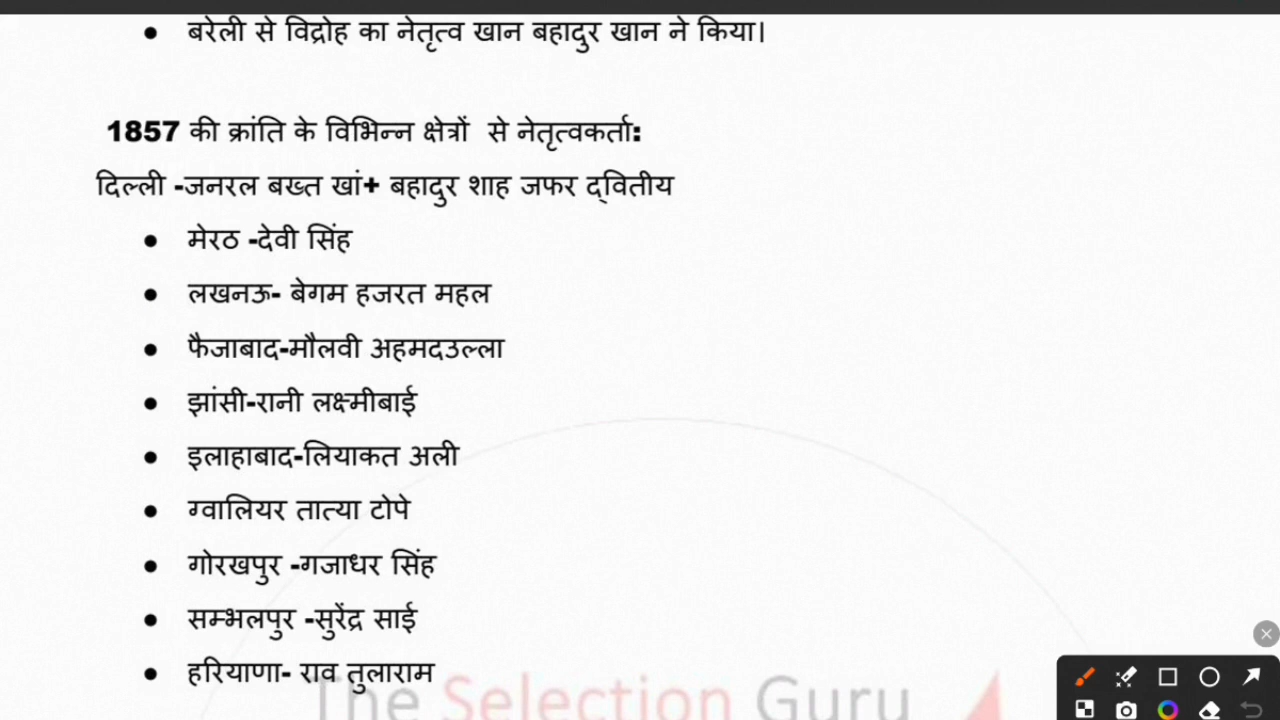 ● बरेली से विद्रोह का नेतृत्व खान बहादुर खान ने किया।
1857 की क्रांति के विभिन्न क्षेत्रों से नेतृत्वकर्ता:
दिल्ली -जनरल बख्त खां+ बहादुर शाह जफर द्वितीय
● मेरठ -देवी सिंह
● लखनऊ- बेगम हजरत महल
● फैजाबाद-मौलवी अहमदउल्ला
● झांसी-रानी लक्ष्मीबाई
● इलाहाबाद-लियाकत अली
● ग्वालियर तात्या टोपे
● गोरखपुर -गजाधर सिंह
● सम्भलपुर -सुरेंद्र साई
● हरियाणा- राव तुलाराम
The Selection Guru